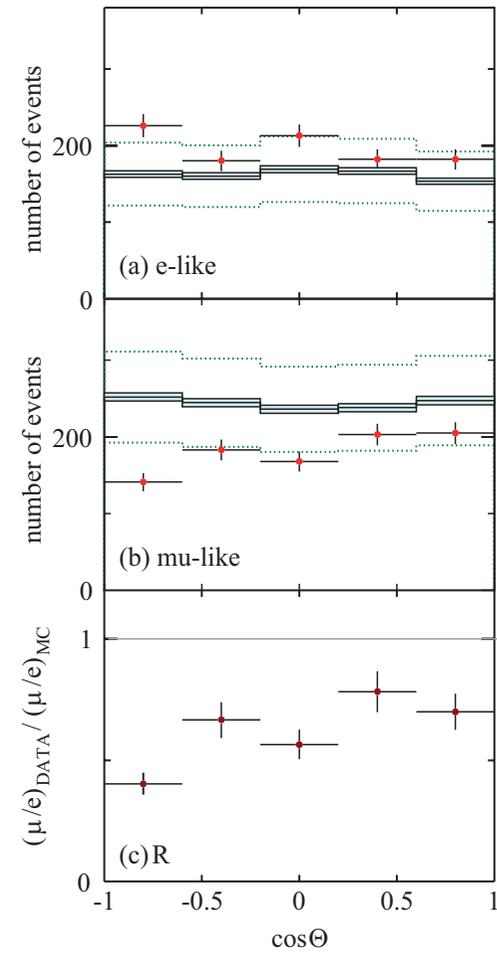 number of events
200
0
(a) e-like
number of events
200
0
(b) mu-like
(μ/e)DATA/(μ/e)MC
1
0
(c)R
-1 -0.5 0 0.5 1
cosΘ